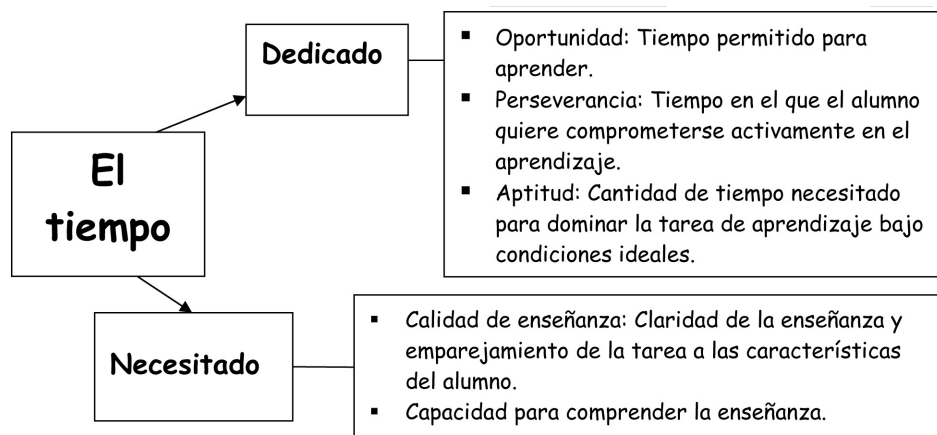 Dedicado
▪ Oportunidad: Tiempo permitido para
aprender.
▪ Perseverancia: Tiempo en el que el alumno
quiere comprometerse activamente en el
aprendizaje.
▪ Aptitud: Cantidad de tiempo necesitado
para dominar la tarea de aprendizaje bajo
condiciones ideales.
El
tiempo
Necesitado
▪ Calidad de enseñanza: Claridad de la enseñanza y
emparejamiento de la tarea a las características
del alumno.
▪ Capacidad para comprender la enseñanza.